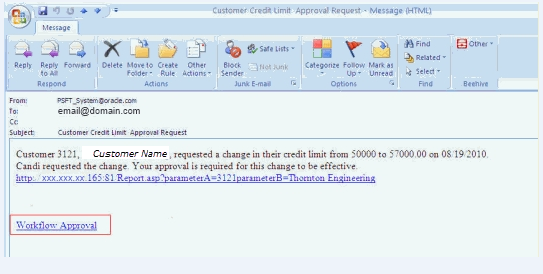 Customer Credit Limit Approval Request - Message (HTML)
Message
Reply
Reply to All
Forward
Delete
Move to Folder
Create Rule
Other Actions
Block Sender
Safe Lists
Not Junk
Categorize
Follow Up
Mark as Unread
Find
Related
Select
Other
Respond
Actions
Junk E-mail
Options
Find
Beehive
From: PSFT_System@oracle.com
To: email@domain.com
Cc:
Subject: Customer Credit Limit Approval Request
Customer 3121, Customer Name, requested a change in their credit limit from 50000 to 57000.00 on 08/19/2010.
Candi requested the change. Your approval is required for this change to be effective.
http://xxx.xxx.xx.165:81/Report.asp?parameterA=3121parameterB=Thornton Engineering
Workflow Approval